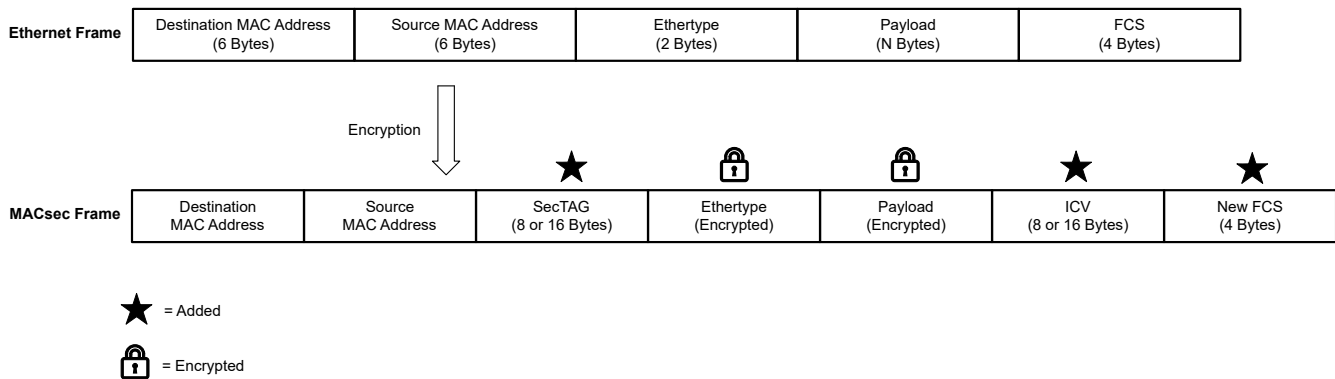 Ethernet Frame
Destination MAC Address
(6 Bytes)
Source MAC Address
(6 Bytes)
Ethertype
(2 Bytes)
Payload
(N Bytes)
FCS
(4 Bytes)
Encryption
MACsec Frame
Destination
MAC Address
Source
MAC Address
SecTAG
(8 or 16 Bytes)
Ethertype
(Encrypted)
Payload
(Encrypted)
ICV
(8 or 16 Bytes)
New FCS
(4 Bytes)
= Added
= Encrypted